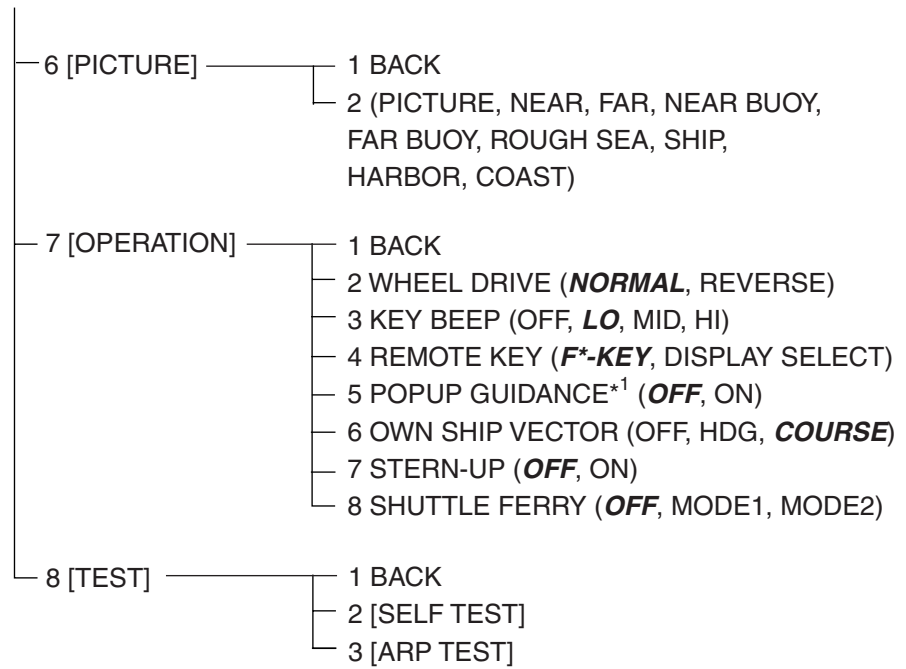 6 [PICTURE]
1 BACK
2 (PICTURE, NEAR, FAR, NEAR BUOY,
FAR BUOY, ROUGH SEA, SHIP,
HARBOR, COAST)
7 [OPERATION]
1 BACK
2 WHEEL DRIVE (NORMAL, REVERSE)
3 KEY BEEP (OFF, LO, MID, HI)
4 REMOTE KEY (F*-KEY, DISPLAY SELECT)
5 POPUP GUIDANCE*1 (OFF, ON)
6 OWN SHIP VECTOR (OFF, HDG, COURSE)
7 STERN-UP (OFF, ON)
8 SHUTTLE FERRY (OFF, MODE1, MODE2)
8 [TEST]
1 BACK
2 [SELF TEST]
3 [ARP TEST]